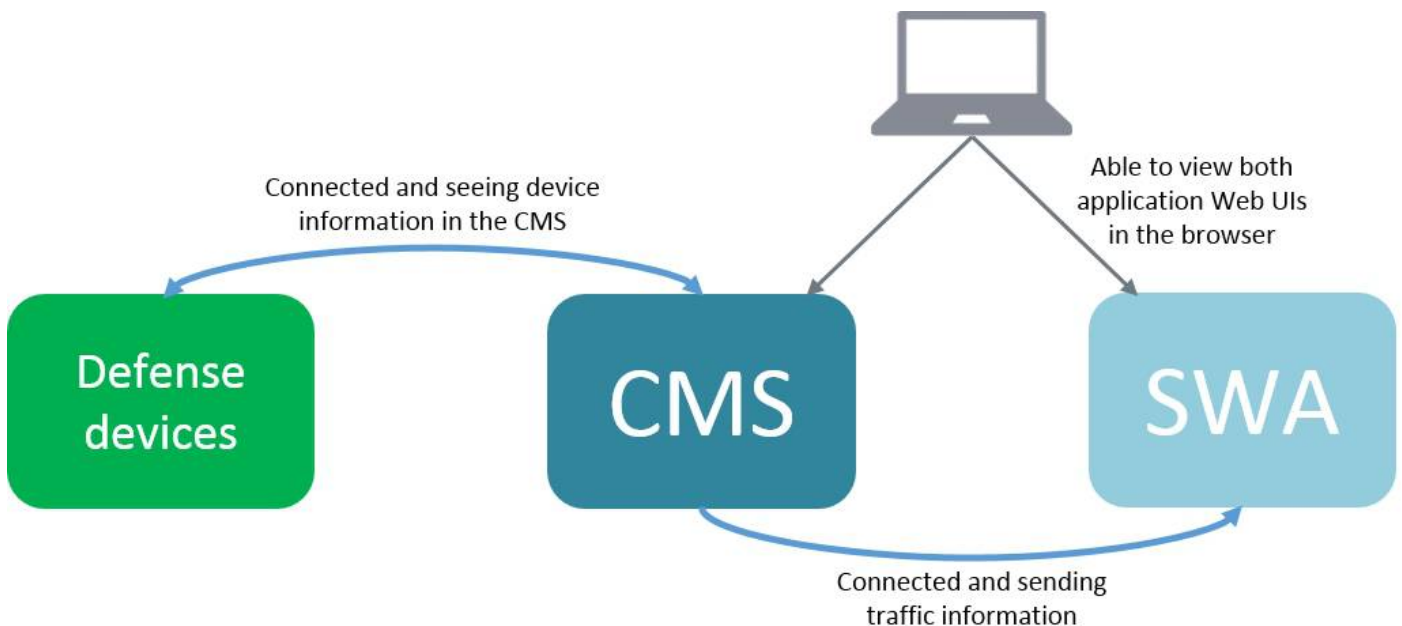 Able to view both
application Web UIs
in the browser
Connected and seeing device
information in the CMS
Defense
devices
CMS
SWA
Connected and sending
traffic information